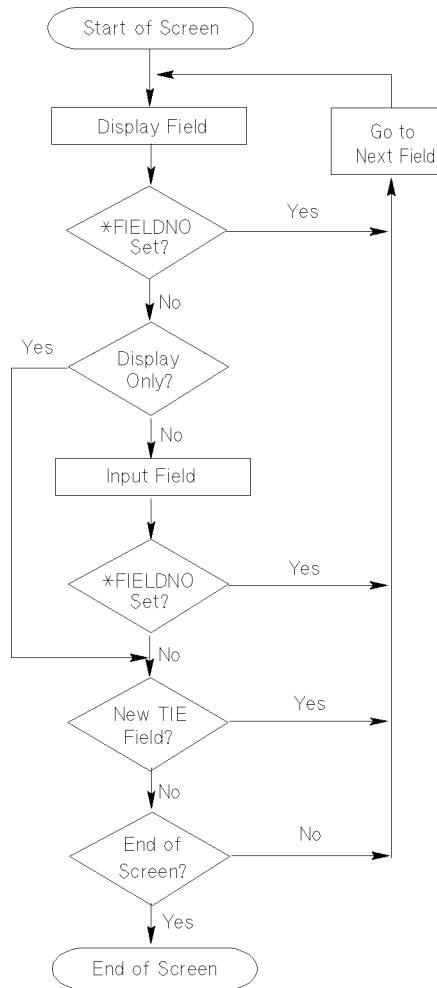 Start of Screen
Display Field
Go to
Next Field
*FIELDNO
Set?
Yes
No
Yes
Display
Only?
No
Input Field
*FIELDNO
Set?
Yes
No
New TIE
Field?
Yes
No
End of
Screen?
No
Yes
End of Screen